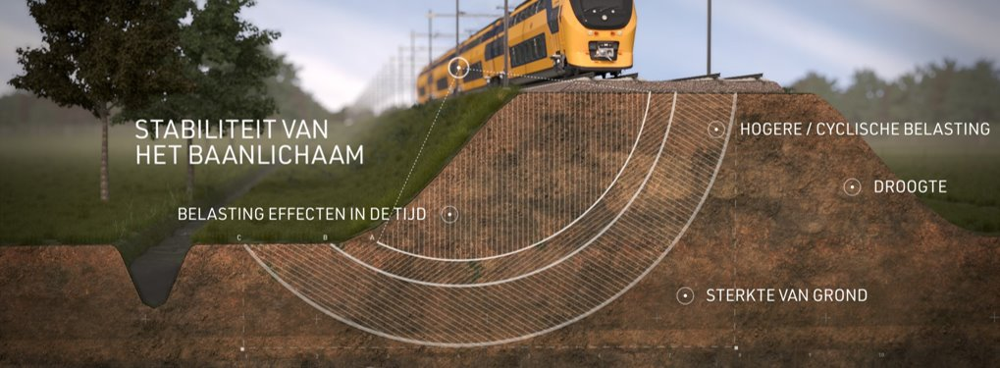 STABILITEIT VAN
HET BAANLICHAAM
HOGERE / CYCLISCHE BELASTING
DROOGTE
BELASTING EFFECTEN IN DE TIJD
C B A
STERKTE VAN GROND